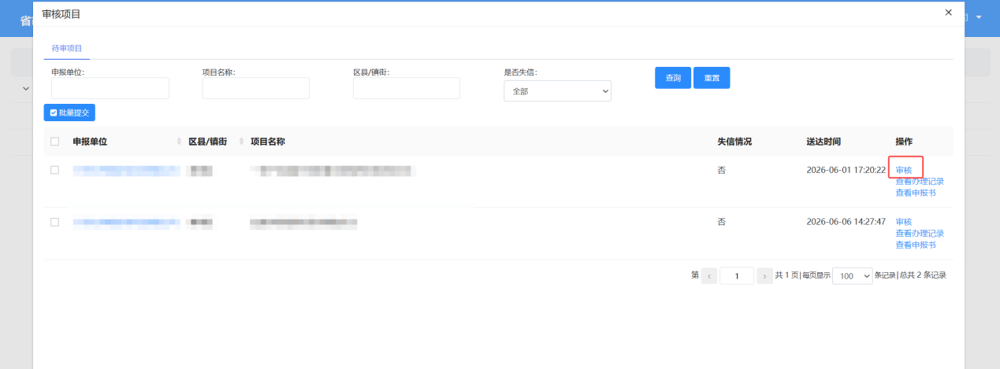 审核项目 ×
省
待审项目
申报单位: 项目名称: 区县/镇街: 是否失信:
全部 查询 重置
批量提交
申报单位 区县/镇街 项目名称 失信情况 送达时间 操作
否 2026-06-01 17:20:22 审核
查看办理记录
查看申报书
否 2026-06-06 14:27:47 审核
查看办理记录
查看申报书
第 < 1 > 共 1 页|每页显示 100 条记录|总共 2 条记录